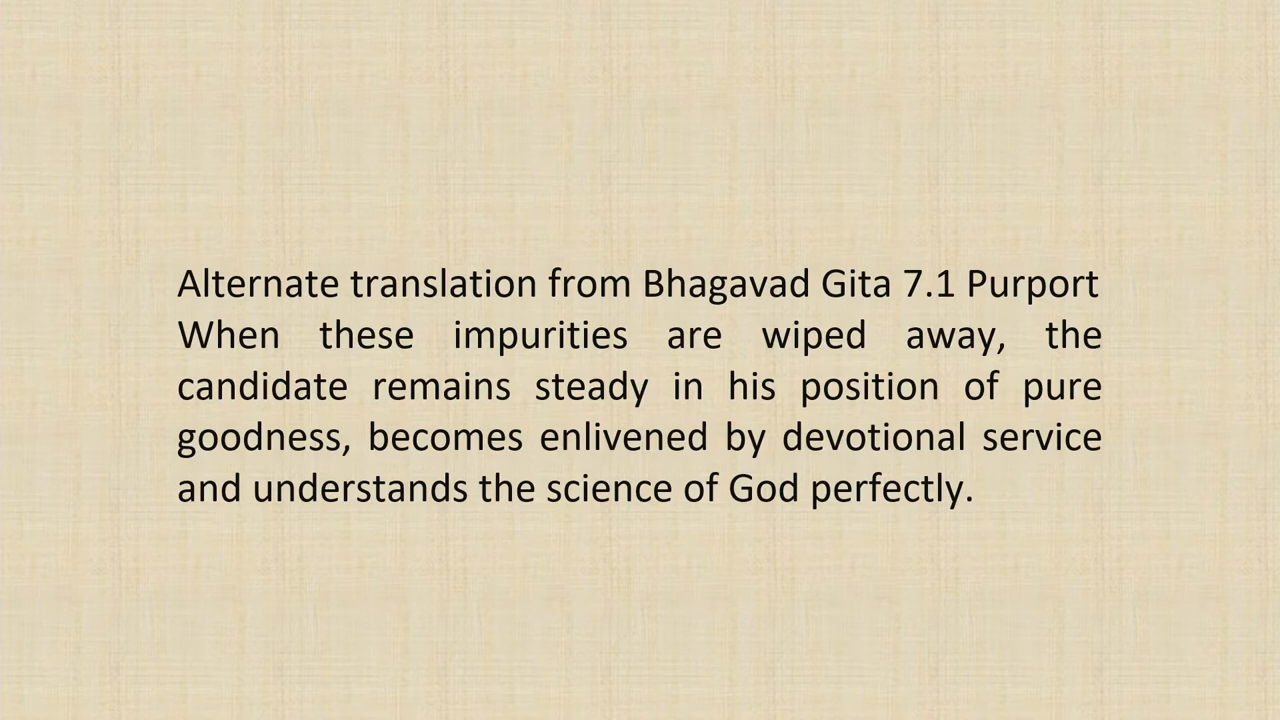 Alternate translation from Bhagavad Gita 7.1 Purport
When these impurities are wiped away, the
candidate remains steady in his position of pure
goodness, becomes enlivened by devotional service
and understands the science of God perfectly.